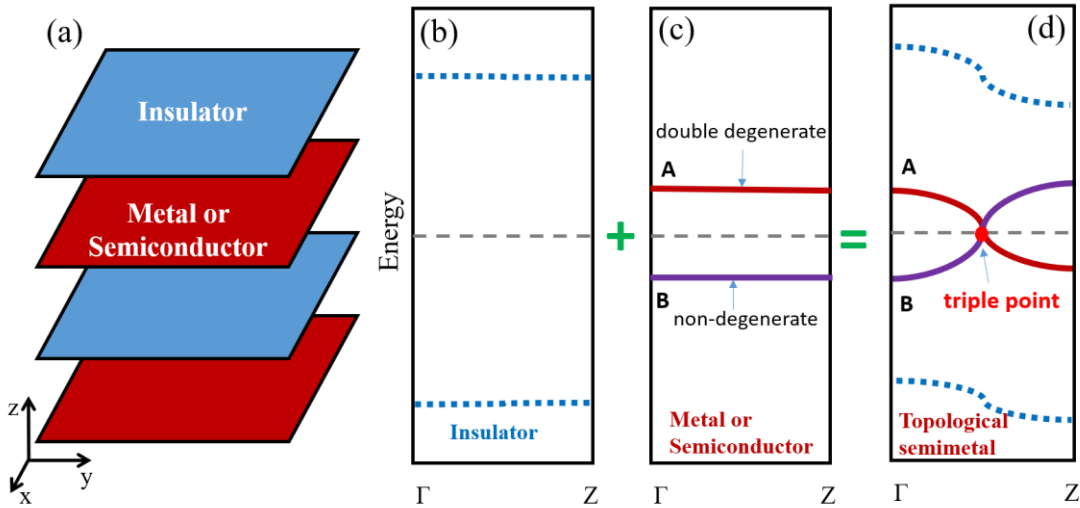 (a)
Insulator
Metal or
Semiconductor
z
y
x
(b)
Energy
Insulator
Γ
Z
+
(c)
double degenerate
A
B
non-degenerate
Metal or
Semiconductor
Γ
Z
=
(d)
A
B
triple point
Topological
semimetal
Γ
Z